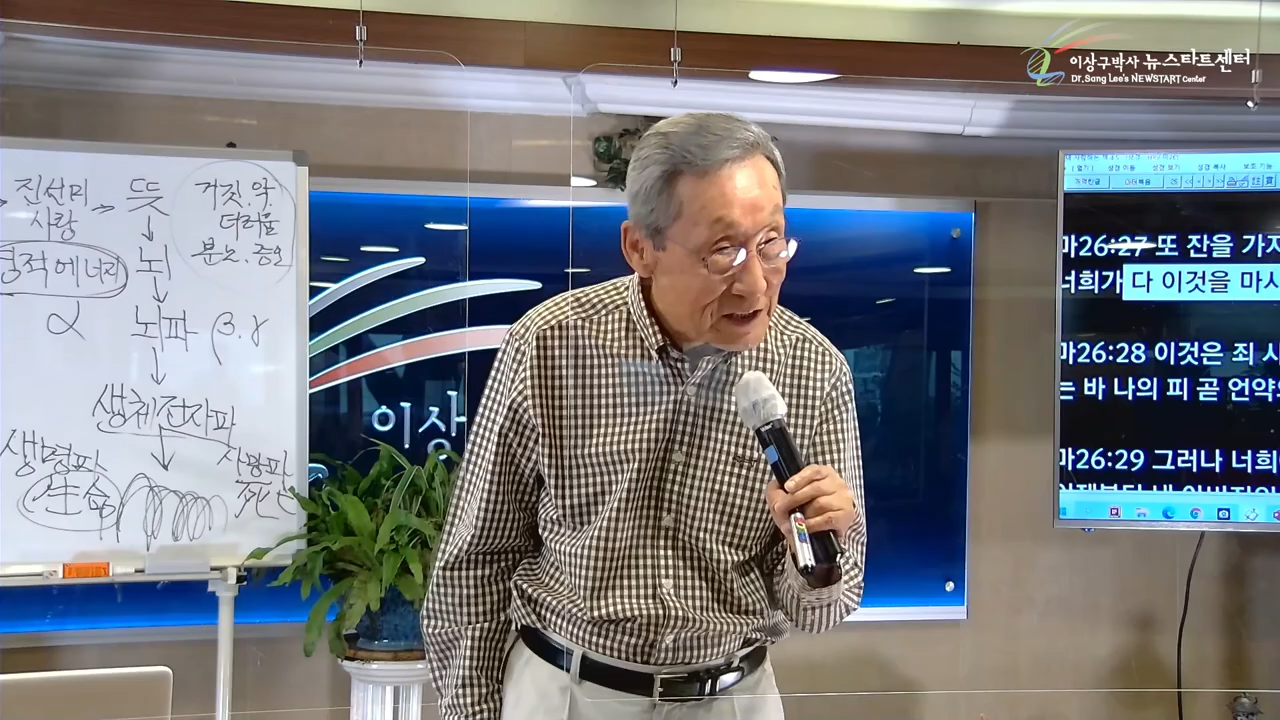 이상구박사 뉴스타트센터
Dr. Sang Lee's NEWSTART Center
진선미
사랑
영적에너지
α
뜻
뇌
뇌파 β.γ
생체전자파
생명파
生命
사망파
死亡
거짓.악.
더러움
분노.증오
이상
마26:27 또 잔을 가지
너희가 다 이것을 마시
마26:28 이것은 죄 사
는 바 나의 피 곧 언약의
마26:29 그러나 너희에